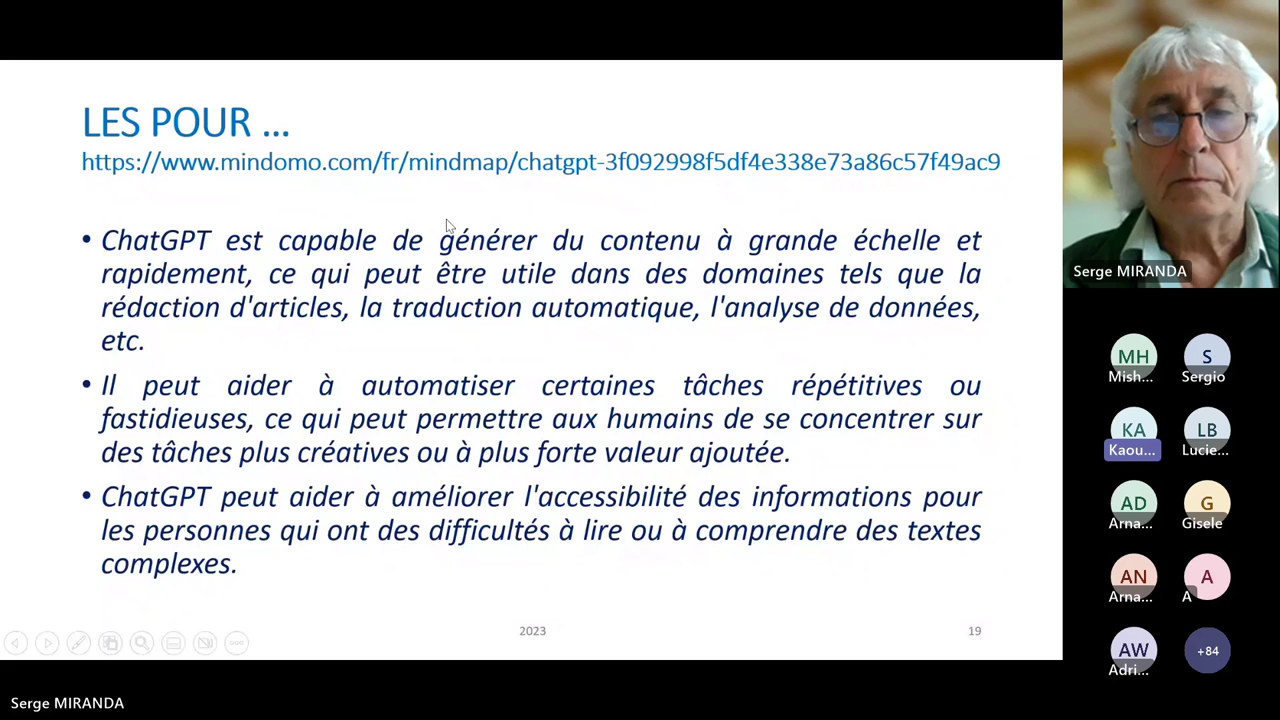 LES POUR …
https://www.mindomo.com/fr/mindmap/chatgpt-3f092998f5df4e338e73a86c57f49ac9
• ChatGPT est capable de générer du contenu à grande échelle et
rapidement, ce qui peut être utile dans des domaines tels que la
rédaction d'articles, la traduction automatique, l'analyse de données,
etc.
• Il peut aider à automatiser certaines tâches répétitives ou
fastidieuses, ce qui peut permettre aux humains de se concentrer sur
des tâches plus créatives ou à plus forte valeur ajoutée.
• ChatGPT peut aider à améliorer l'accessibilité des informations pour
les personnes qui ont des difficultés à lire ou à comprendre des textes
complexes.
2023
19
Serge MIRANDA
MH
Mish...
S
Sergio
KA
Kaou...
LB
Lucie...
AD
Arna...
G
Gisele
AN
Arna...
A
A
AW
Adri...
+84
Serge MIRANDA